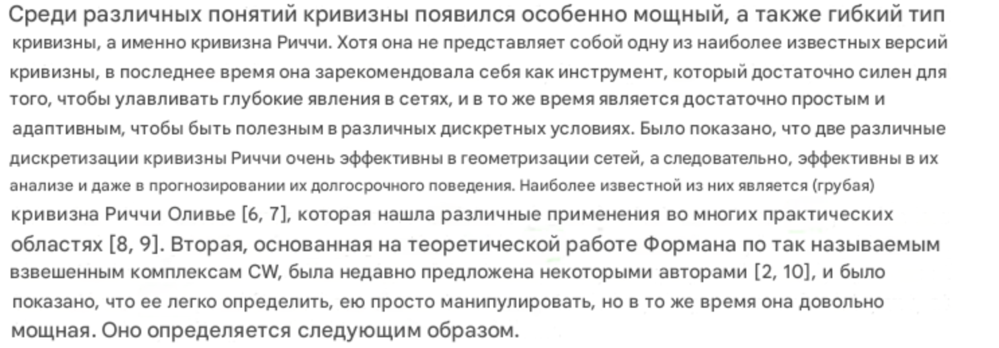 Среди различных понятий кривизны появился особенно мощный, а также гибкий тип
кривизны, а именно кривизна Риччи. Хотя она не представляет собой одну из наиболее известных версий
кривизны, в последнее время она зарекомендовала себя как инструмент, который достаточно силен для
того, чтобы улавливать глубокие явления в сетях, и в то же время является достаточно простым и
адаптивным, чтобы быть полезным в различных дискретных условиях. Было показано, что две различные
дискретизации кривизны Риччи очень эффективны в геометризации сетей, а следовательно, эффективны в их
анализе и даже в прогнозировании их долгосрочного поведения. Наиболее известной из них является (грубая)
кривизна Риччи Оливье [6, 7], которая нашла различные применения во многих практических
областях [8, 9]. Вторая, основанная на теоретической работе Формана по так называемым
взвешенным комплексам CW, была недавно предложена некоторыми авторами [2, 10], и было
показано, что ее легко определить, ею просто манипулировать, но в то же время она довольно
мощная. Оно определяется следующим образом.